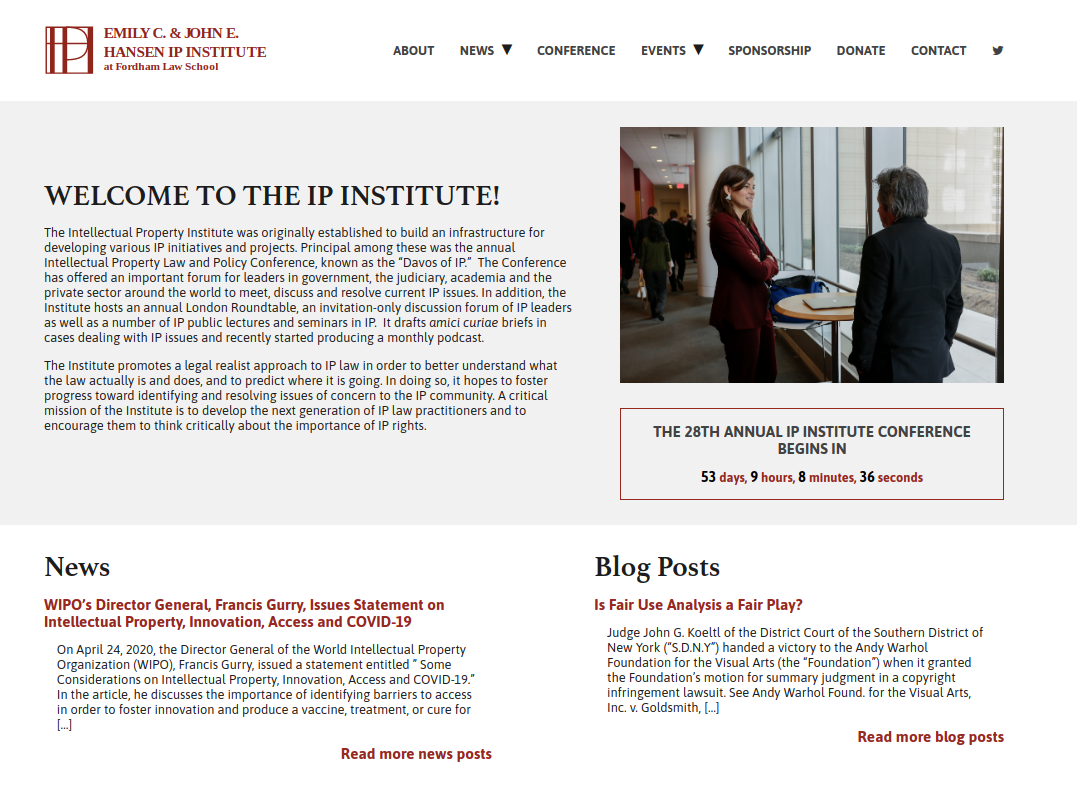 EMILY C. & JOHN E.
HANSEN IP INSTITUTE
at Fordham Law School
ABOUT NEWS ▼ CONFERENCE EVENTS ▼ SPONSORSHIP DONATE CONTACT
WELCOME TO THE IP INSTITUTE!
The Intellectual Property Institute was originally established to build an infrastructure for
developing various IP initiatives and projects. Principal among these was the annual
Intellectual Property Law and Policy Conference, known as the “Davos of IP.” The Conference
has offered an important forum for leaders in government, the judiciary, academia and the
private sector around the world to meet, discuss and resolve current IP issues. In addition, the
Institute hosts an annual London Roundtable, an invitation-only discussion forum of IP leaders
as well as a number of IP public lectures and seminars in IP. It drafts amici curiae briefs in
cases dealing with IP issues and recently started producing a monthly podcast.
The Institute promotes a legal realist approach to IP law in order to better understand what
the law actually is and does, and to predict where it is going. In doing so, it hopes to foster
progress toward identifying and resolving issues of concern to the IP community. A critical
mission of the Institute is to develop the next generation of IP law practitioners and to
encourage them to think critically about the importance of IP rights.
THE 28TH ANNUAL IP INSTITUTE CONFERENCE
BEGINS IN
53 days, 9 hours, 8 minutes, 36 seconds
News
WIPO’s Director General, Francis Gurry, Issues Statement on
Intellectual Property, Innovation, Access and COVID-19
On April 24, 2020, the Director General of the World Intellectual Property
Organization (WIPO), Francis Gurry, issued a statement entitled ” Some
Considerations on Intellectual Property, Innovation, Access and COVID-19.”
In the article, he discusses the importance of identifying barriers to access
in order to foster innovation and produce a vaccine, treatment, or cure for
[...]
Read more news posts
Blog Posts
Is Fair Use Analysis a Fair Play?
Judge John G. Koeltl of the District Court of the Southern District of
New York (“S.D.N.Y”) handed a victory to the Andy Warhol
Foundation for the Visual Arts (the “Foundation”) when it granted
the Foundation’s motion for summary judgment in a copyright
infringement lawsuit. See Andy Warhol Found. for the Visual Arts,
Inc. v. Goldsmith, [...]
Read more blog posts